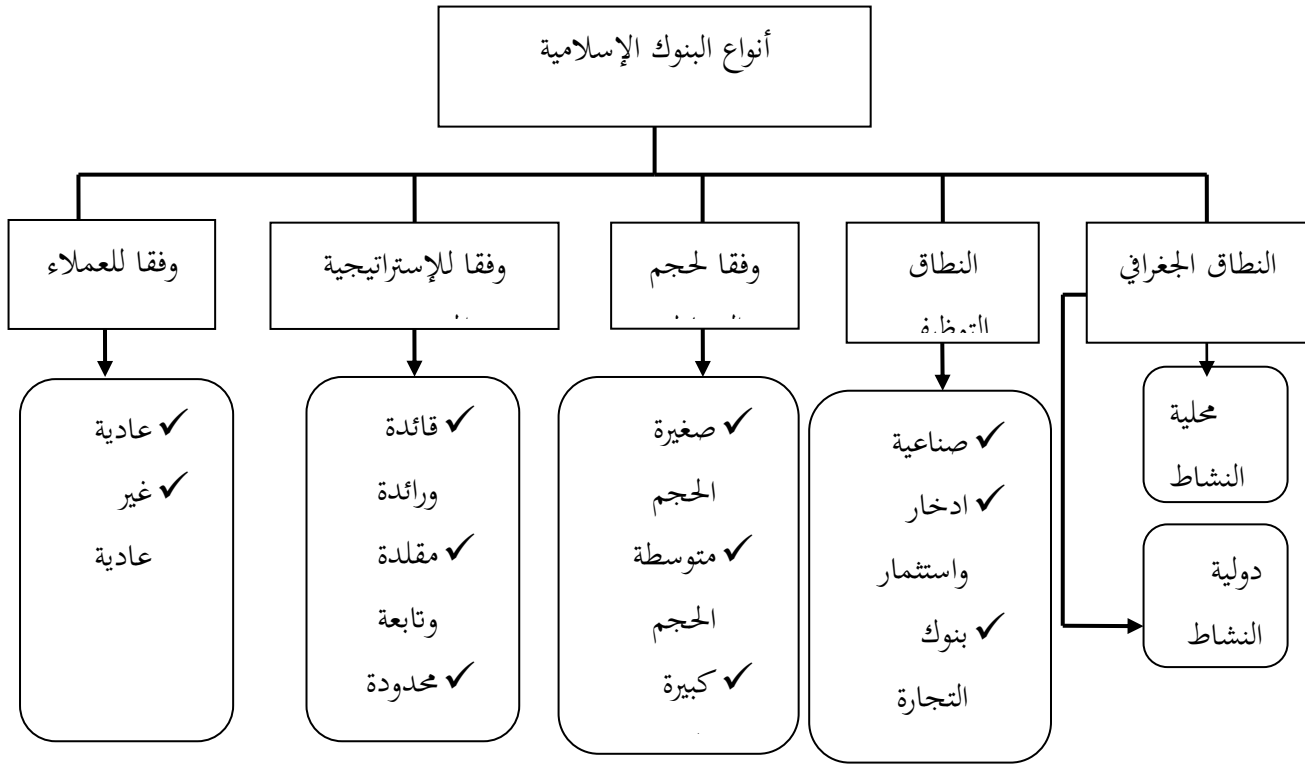 أنواع البنوك الإسلامية
النطاق الجغرافي
النطاق
وفقا لحجم
وفقا للإستراتيجية
وفقا للعملاء
محلية
النشاط
دولية
النشاط
✓ صناعية
✓ ادخار
واستثمار
✓ بنوك
التجارة
✓ صغيرة
الحجم
✓ متوسطة
الحجم
✓ كبيرة
✓ قائدة
ورائدة
✓ مقلدة
وتابعة
✓ محدودة
✓ عادية
✓ غير
عادية